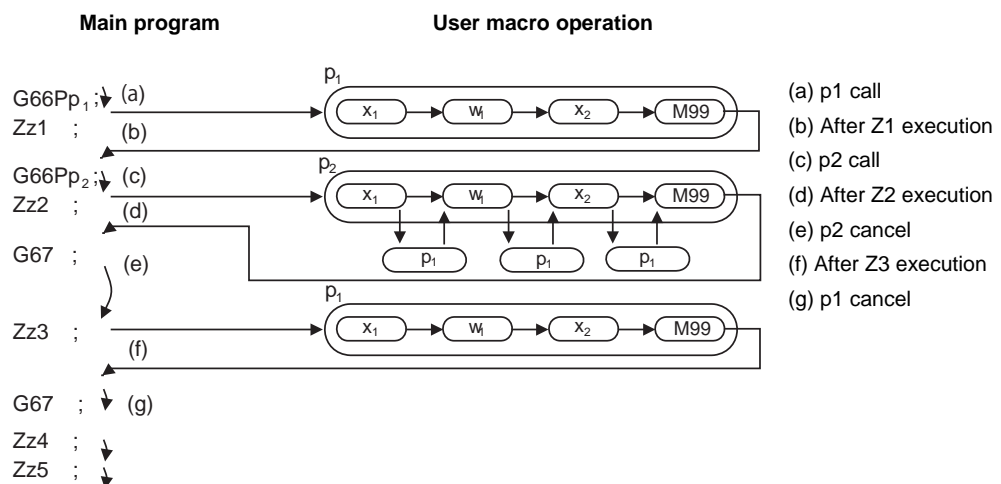 Main program
User macro operation
p1
G66Pp1 ; (a)
x1 w1 x2 M99
Zz1 ;
(b)
p2
G66Pp2 ; (c)
x1 w1 x2 M99
Zz2 ;
(d)
p1 p1 p1
G67 ;
(e)
p1
Zz3 ;
x1 w1 x2 M99
(f)
G67 ; (g)
Zz4 ;
Zz5 ;
(a) p1 call
(b) After Z1 execution
(c) p2 call
(d) After Z2 execution
(e) p2 cancel
(f) After Z3 execution
(g) p1 cancel